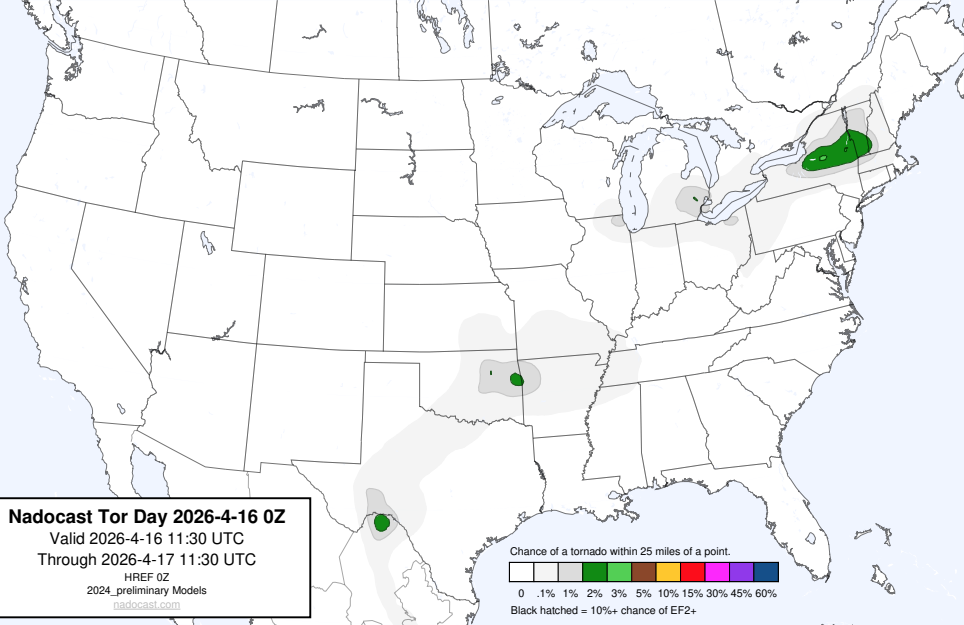 Nadocast Tor Day 2026-4-16 0Z
Valid 2026-4-16 11:30 UTC
Through 2026-4-17 11:30 UTC
HREF 0Z
2024_preliminary Models
nadocast.com
Chance of a tornado within 25 miles of a point.
0 .1% 1% 2% 3% 5% 10% 15% 30% 45% 60%
Black hatched = 10%+ chance of EF2+